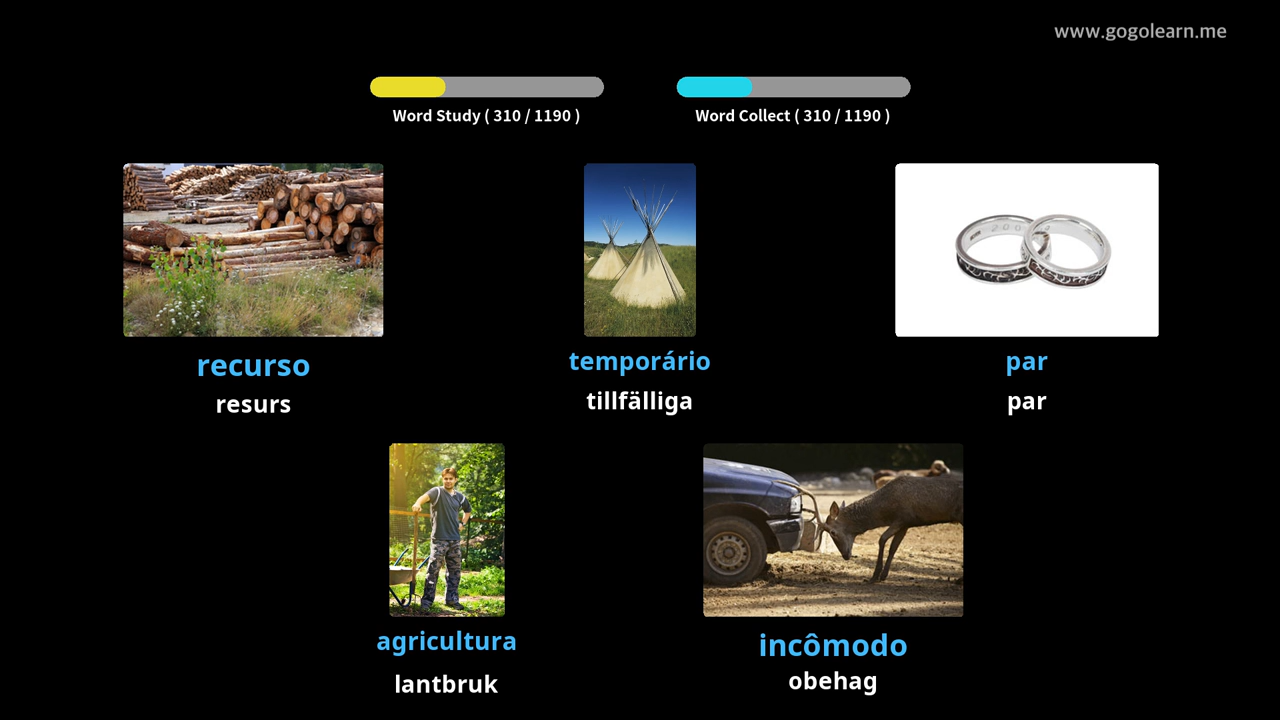 www.gogolearn.me
Word Study ( 310 / 1190 )
Word Collect ( 310 / 1190 )
recurso
resurs
temporário
tillfälliga
par
par
agricultura
lantbruk
incômodo
obehag